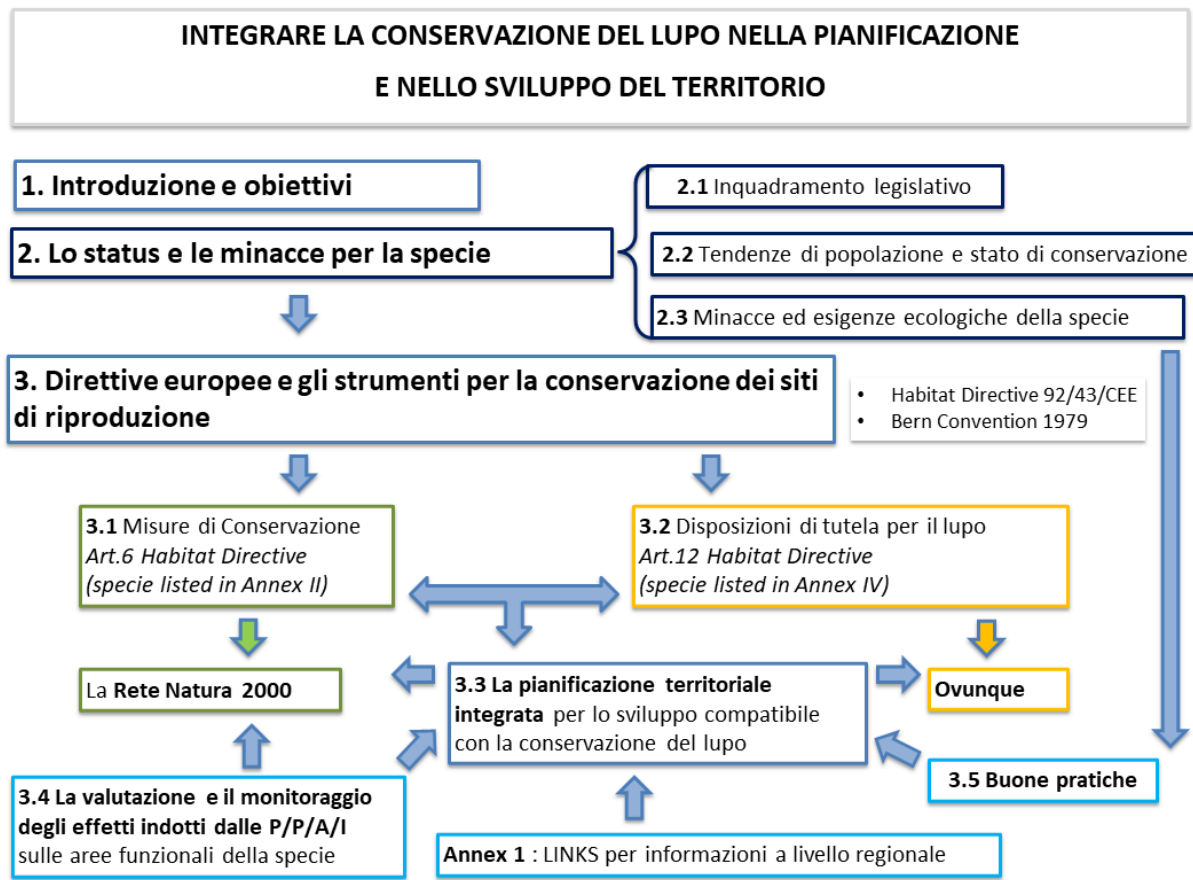 INTEGRARE LA CONSERVAZIONE DEL LUPO NELLA PIANIFICAZIONE
E NELLO SVILUPPO DEL TERRITORIO
1. Introduzione e obiettivi
2. Lo status e le minacce per la specie
2.1 Inquadramento legislativo
2.2 Tendenze di popolazione e stato di conservazione
2.3 Minacce ed esigenze ecologiche della specie
3. Direttive europee e gli strumenti per la conservazione dei siti
di riproduzione
• Habitat Directive 92/43/CEE
• Bern Convention 1979
3.1 Misure di Conservazione
Art.6 Habitat Directive
(specie listed in Annex II)
3.2 Disposizioni di tutela per il lupo
Art.12 Habitat Directive
(specie listed in Annex IV)
La Rete Natura 2000
3.3 La pianificazione territoriale
integrata per lo sviluppo compatibile
con la conservazione del lupo
Ovunque
3.4 La valutazione e il monitoraggio
degli effetti indotti dalle P/P/A/I
sulle aree funzionali della specie
3.5 Buone pratiche
Annex 1 : LINKS per informazioni a livello regionale